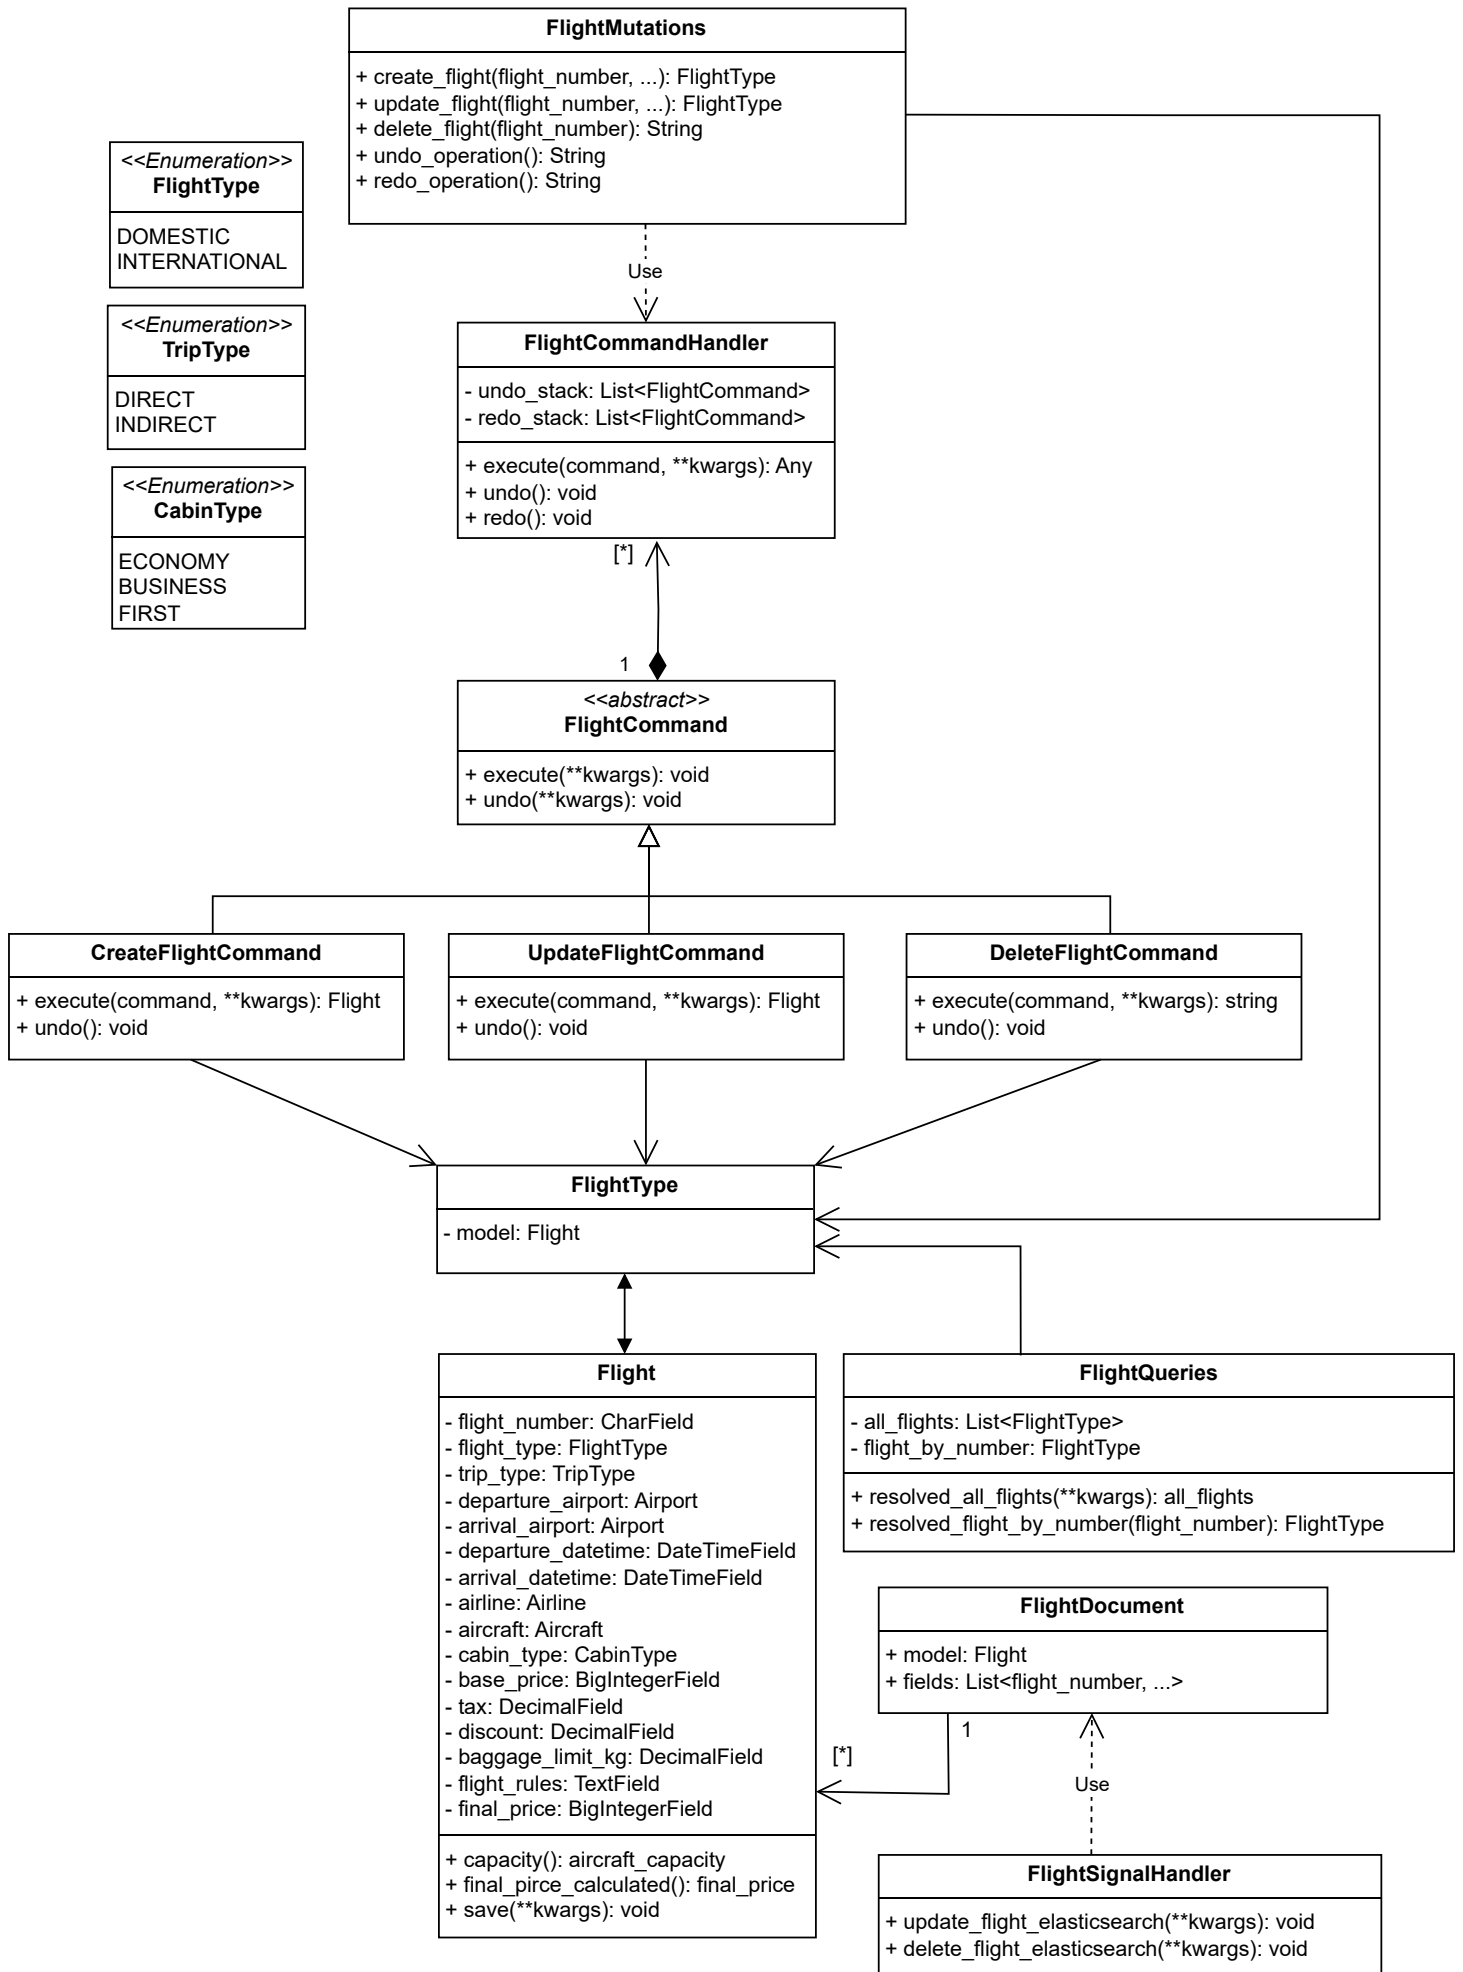 FlightMutations
+ create_flight(flight_number, ...): FlightType
+ update_flight(flight_number, ...): FlightType
+ delete_flight(flight_number): String
+ undo_operation(): String
+ redo_operation(): String
<<Enumeration>>
FlightType
DOMESTIC
INTERNATIONAL
<<Enumeration>>
TripType
DIRECT
INDIRECT
<<Enumeration>>
CabinType
ECONOMY
BUSINESS
FIRST
Use
FlightCommandHandler
- undo_stack: List<FlightCommand>
- redo_stack: List<FlightCommand>
+ execute(command, **kwargs): Any
+ undo(): void
+ redo(): void
[*]
1
<<abstract>>
FlightCommand
+ execute(**kwargs): void
+ undo(**kwargs): void
CreateFlightCommand
+ execute(command, **kwargs): Flight
+ undo(): void
UpdateFlightCommand
+ execute(command, **kwargs): Flight
+ undo(): void
DeleteFlightCommand
+ execute(command, **kwargs): string
+ undo(): void
FlightType
- model: Flight
Flight
- flight_number: CharField
- flight_type: FlightType
- trip_type: TripType
- departure_airport: Airport
- arrival_airport: Airport
- departure_datetime: DateTimeField
- arrival_datetime: DateTimeField
- airline: Airline
- aircraft: Aircraft
- cabin_type: CabinType
- base_price: BigIntegerField
- tax: DecimalField
- discount: DecimalField
- baggage_limit_kg: DecimalField
- flight_rules: TextField
- final_price: BigIntegerField
+ capacity(): aircraft_capacity
+ final_pirce_calculated(): final_price
+ save(**kwargs): void
FlightQueries
- all_flights: List<FlightType>
- flight_by_number: FlightType
+ resolved_all_flights(**kwargs): all_flights
+ resolved_flight_by_number(flight_number): FlightType
FlightDocument
+ model: Flight
+ fields: List<flight_number, ...>
1
[*]
Use
FlightSignalHandler
+ update_flight_elasticsearch(**kwargs): void
+ delete_flight_elasticsearch(**kwargs): void